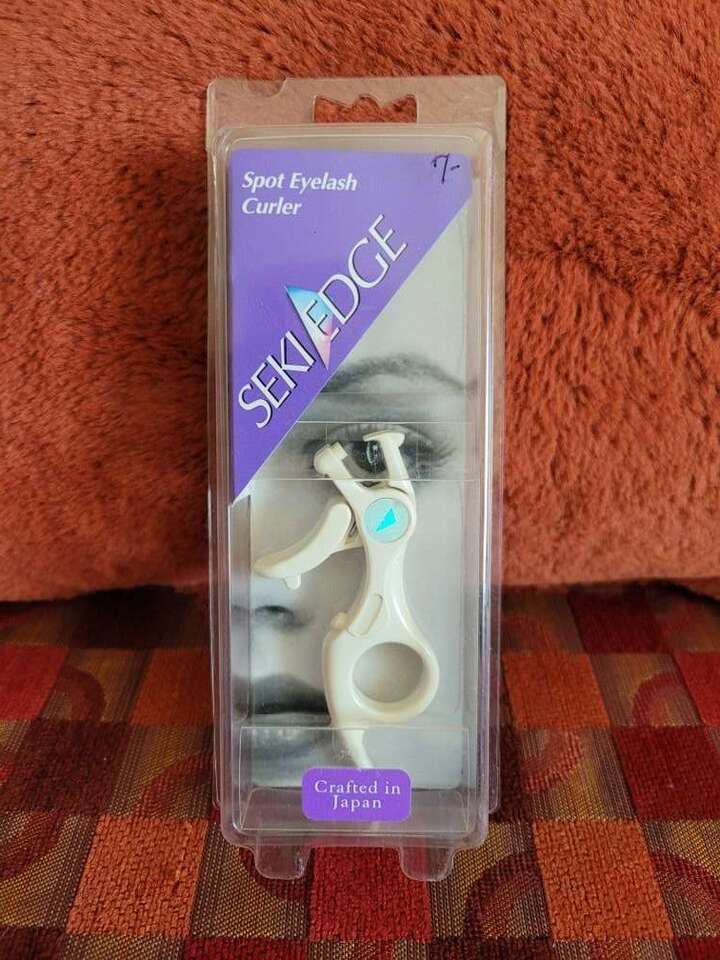 Spot Eyelash
Curler
7-
SEKI EDGE
Crafted in
Japan